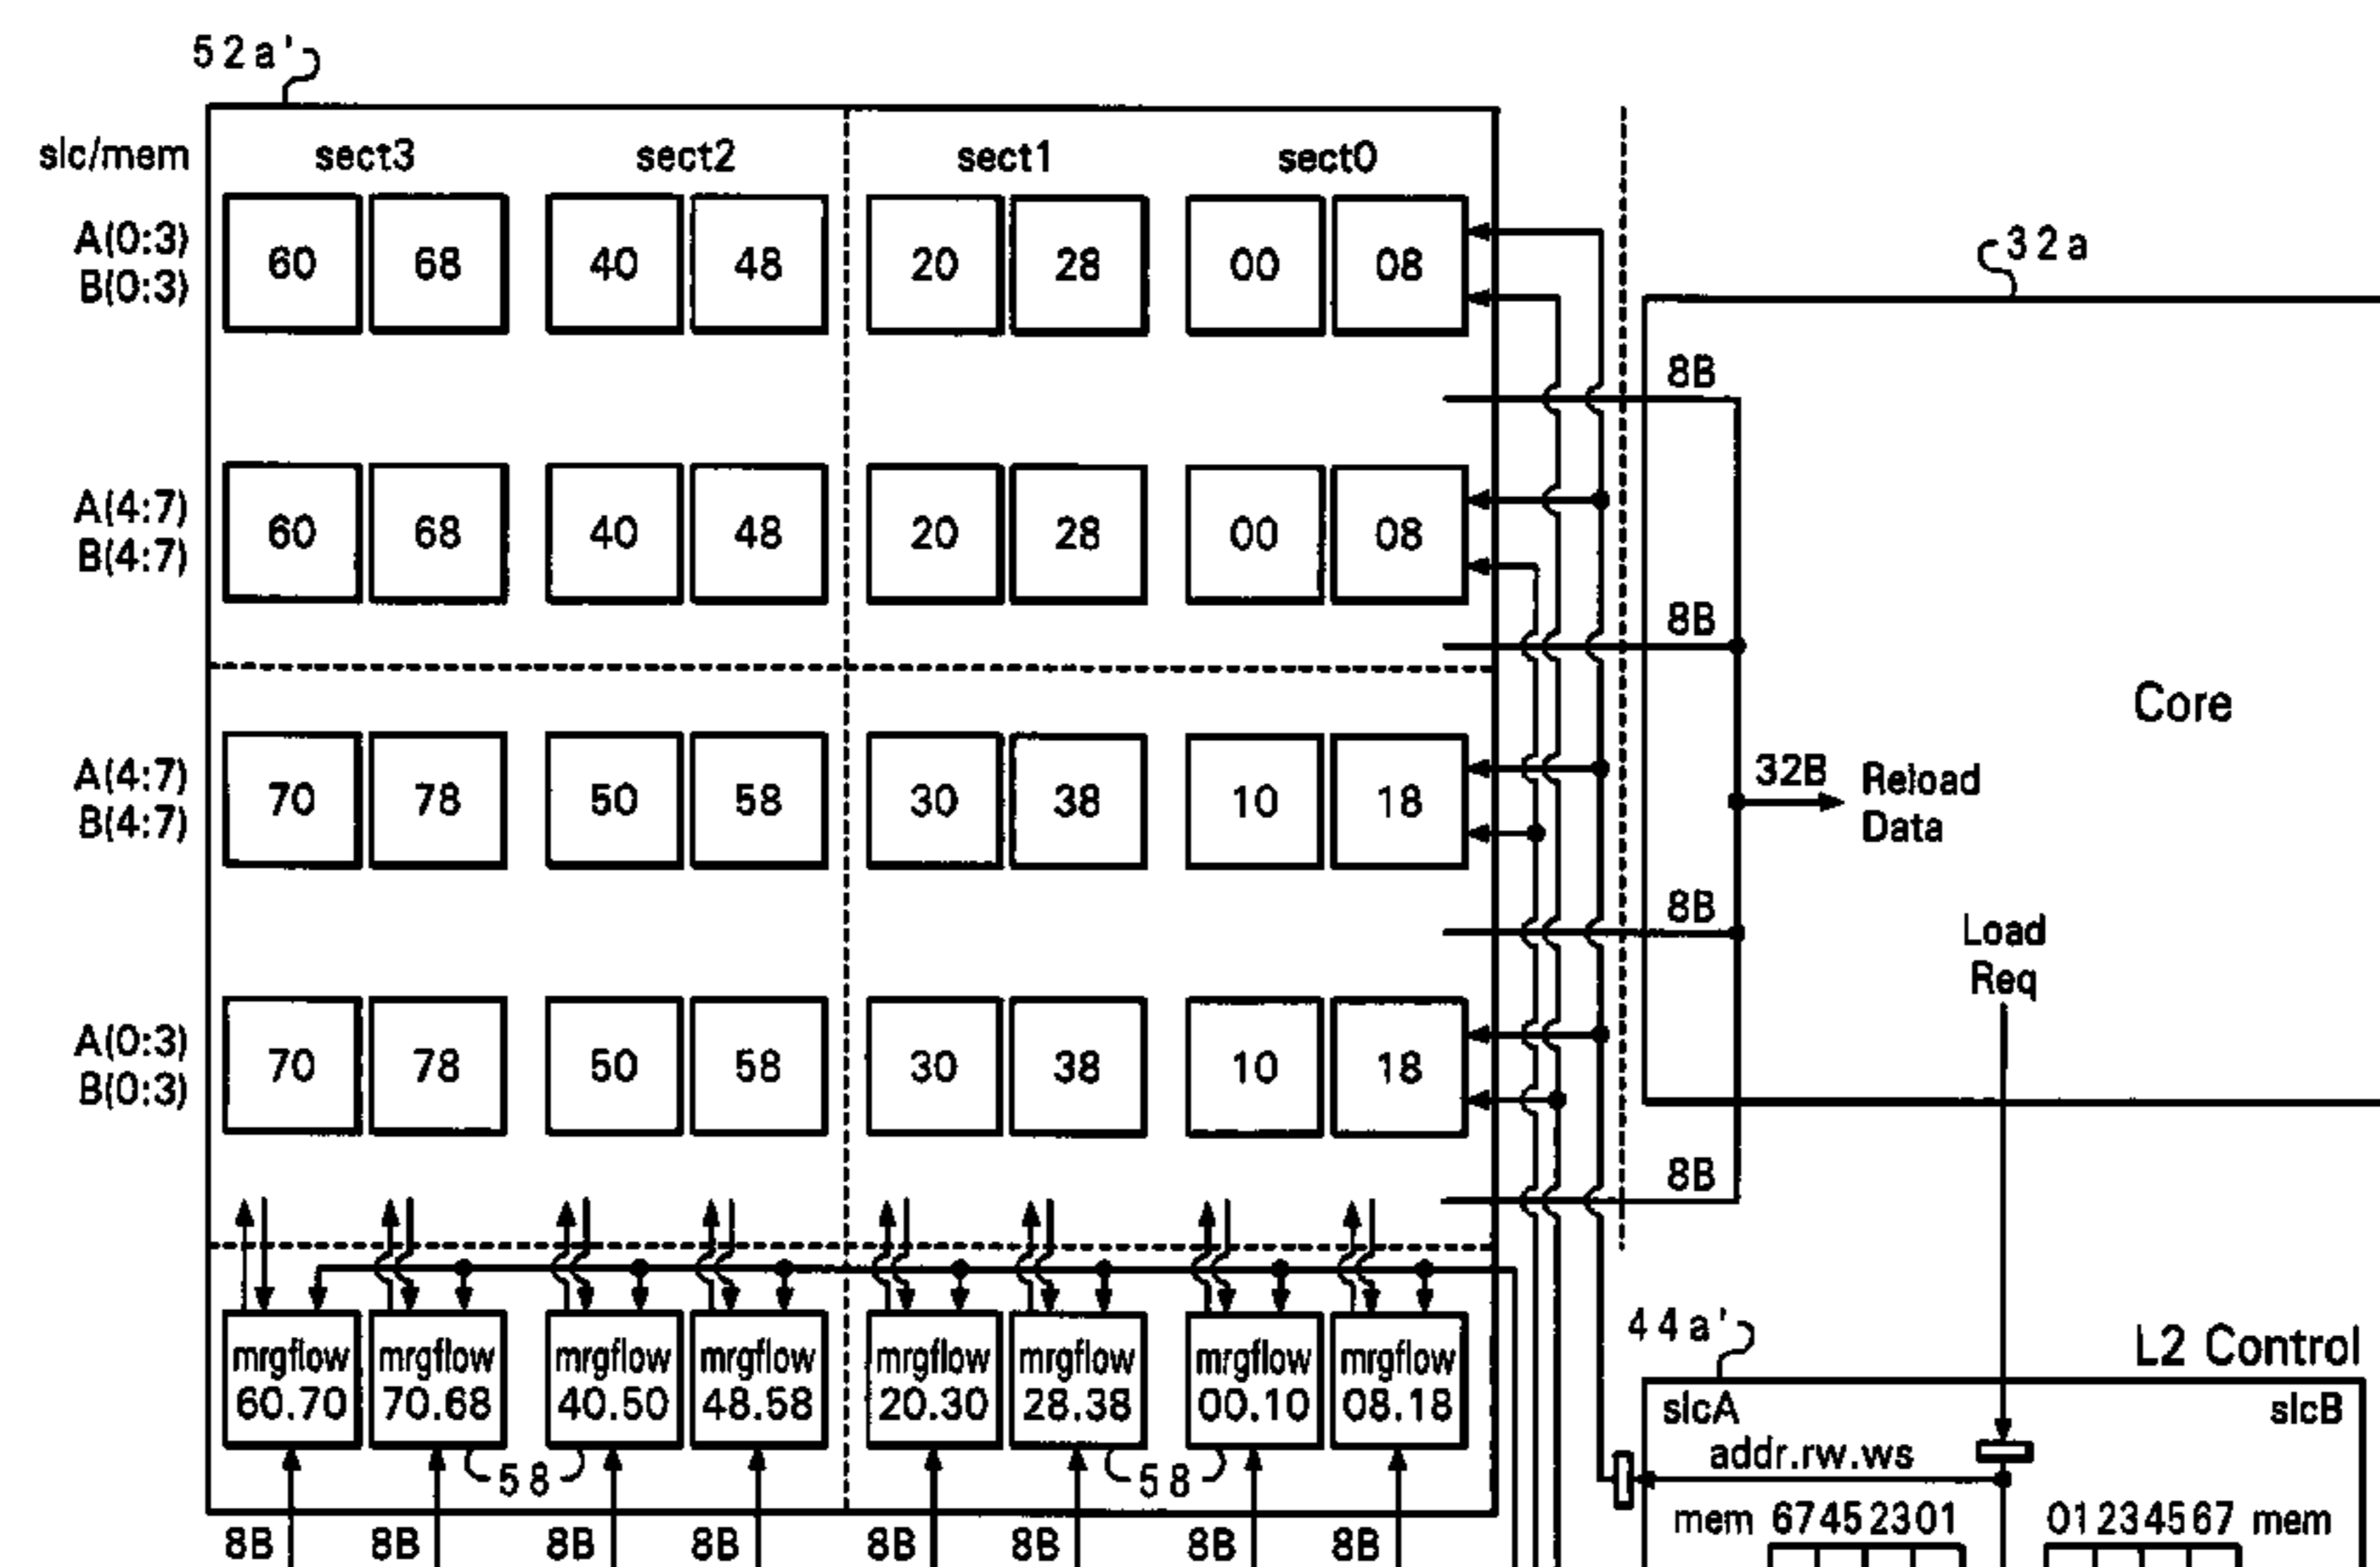 52a'
slc/mem sect3 sect2 sect1 sect0
A(0:3)
B(0:3)
60 68 40 48 20 28 00 08
32a
8B
A(4:7)
B(4:7)
60 68 40 48 20 28 00 08
8B
Core
A(4:7)
B(4:7)
70 78 50 58 30 38 10 18
32B Reload
Data
8B
Load
Req
A(0:3)
B(0:3)
70 78 50 58 30 38 10 18
8B
44a'
L2 Control
mrgflow mrgflow mrgflow mrgflow mrgflow mrgflow mrgflow mrgflow
60.70 70.68 40.50 48.58 20.30 28.38 00.10 08.18
slcA slcB
addr.rw.ws
58 58
mem 67452301 01234567 mem
8B 8B 8B 8B 8B 8B 8B 8B